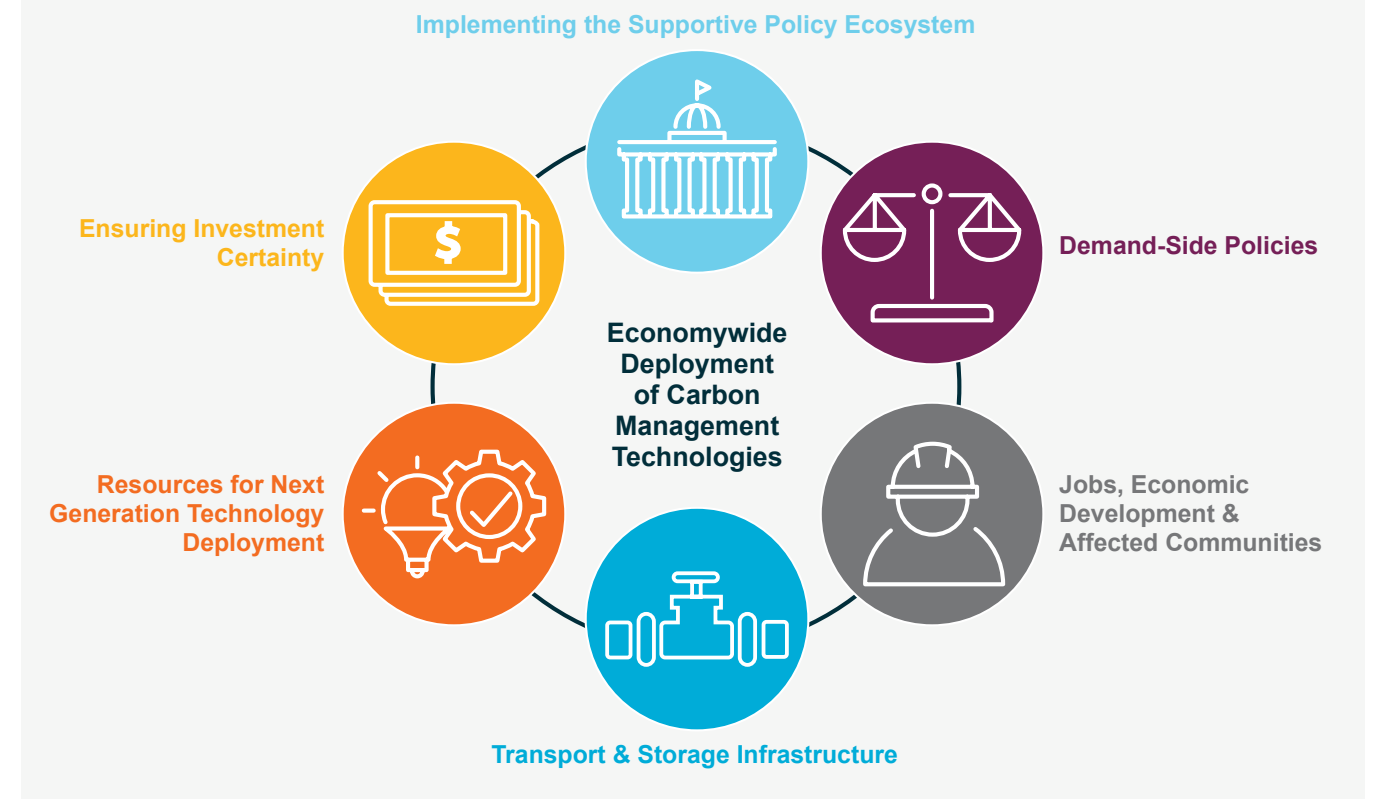 Implementing the Supportive Policy Ecosystem
$
Ensuring Investment
Certainty
Demand-Side Policies
Economywide
Deployment
of Carbon
Management
Technologies
Resources for Next
Generation Technology
Deployment
Jobs, Economic
Development &
Affected Communities
Transport & Storage Infrastructure